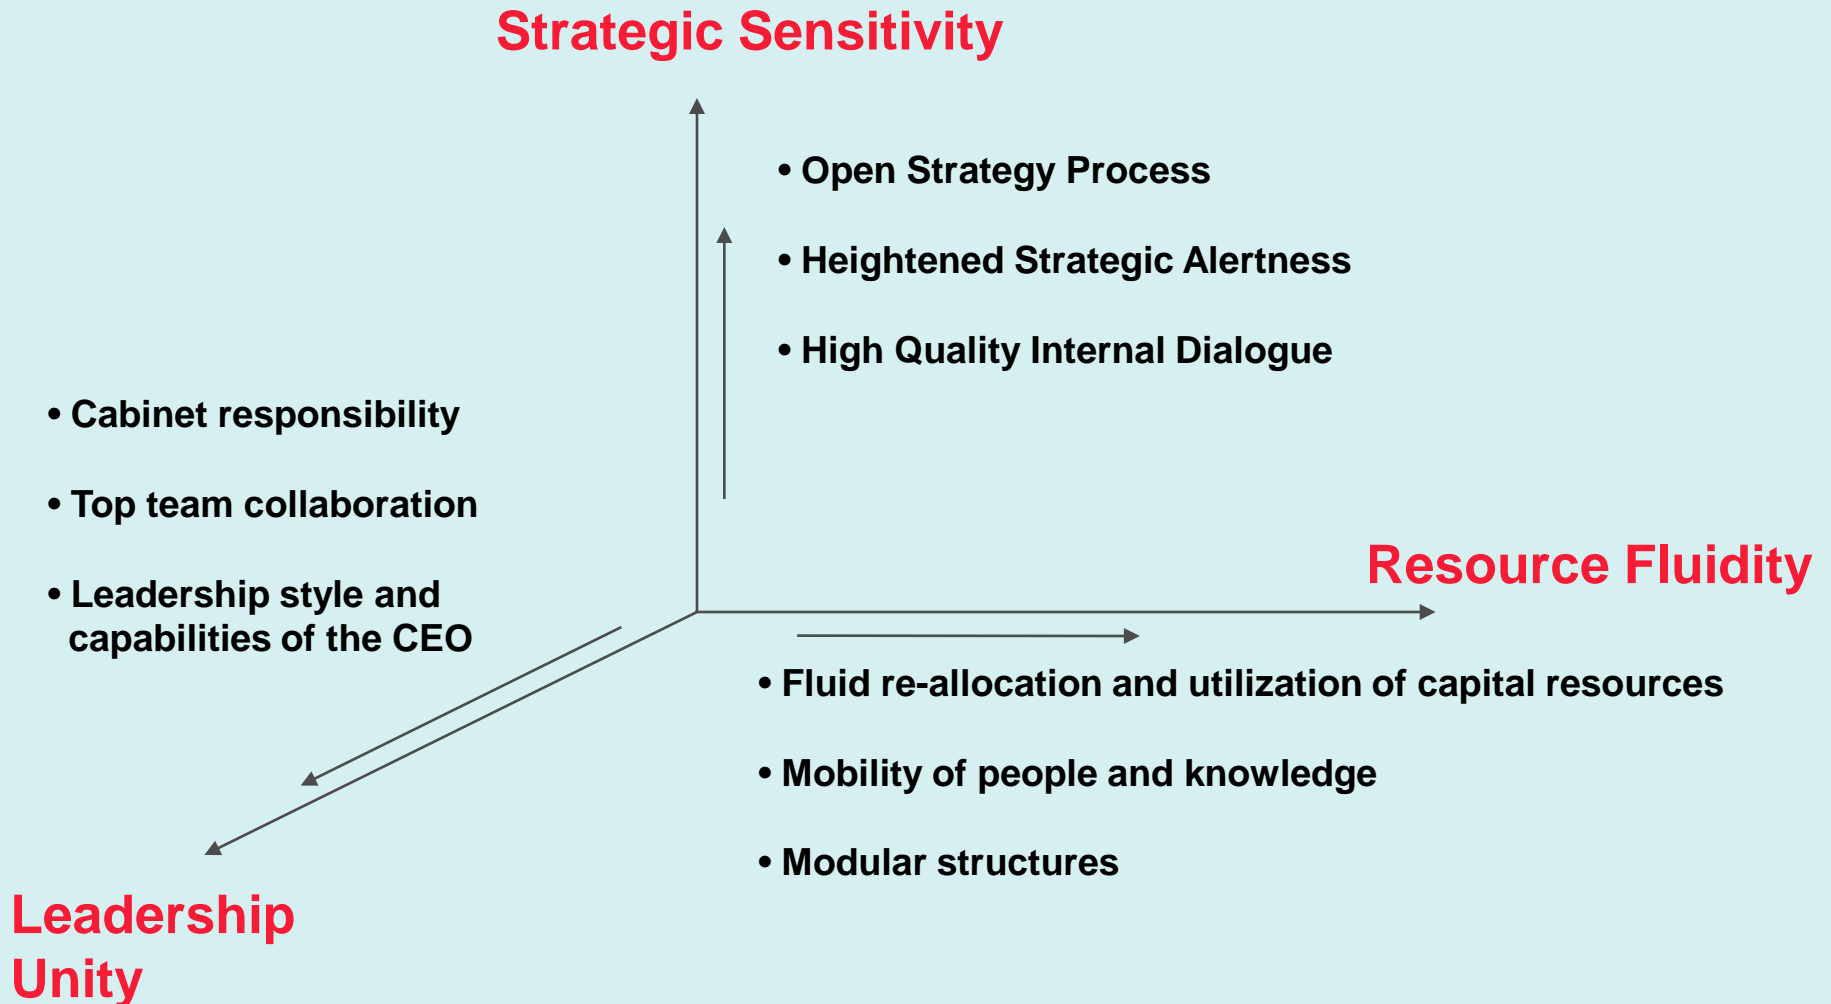 Strategic Sensitivity
• Open Strategy Process
• Heightened Strategic Alertness
• High Quality Internal Dialogue
• Cabinet responsibility
• Top team collaboration
• Leadership style and
capabilities of the CEO
Resource Fluidity
• Fluid re-allocation and utilization of capital resources
• Mobility of people and knowledge
• Modular structures
Leadership
Unity